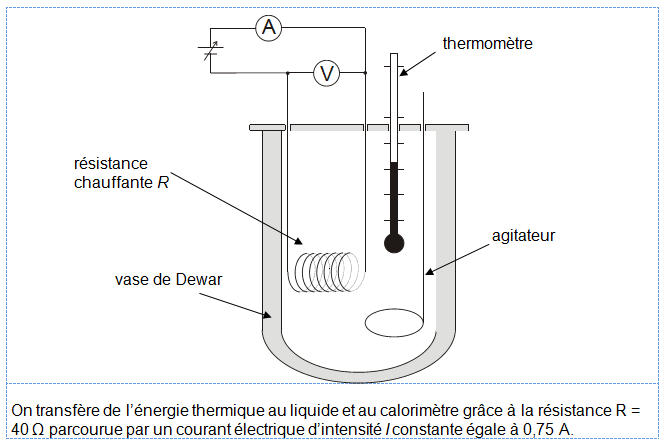 A
V
thermomètre
résistance
chauffante R
agitateur
vase de Dewar
On transfère de l’énergie thermique au liquide et au calorimètre grâce à la résistance R =
40 Ω parcourue par un courant électrique d’intensité I constante égale à 0,75 A.